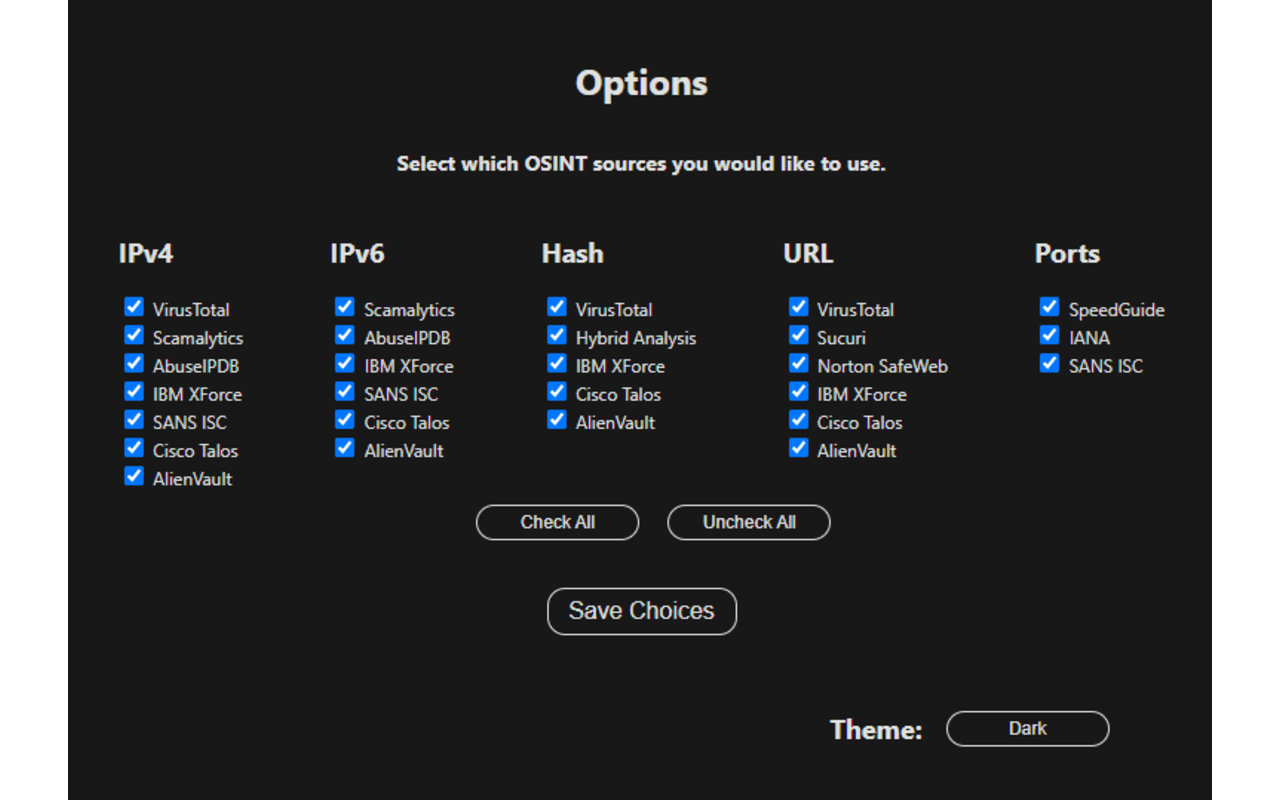 Options
Select which OSINT sources you would like to use.
IPv4
VirusTotal
Scamalytics
AbuseIPDB
IBM XForce
SANS ISC
Cisco Talos
AlienVault
IPv6
Scamalytics
AbuseIPDB
IBM XForce
SANS ISC
Cisco Talos
AlienVault
Hash
VirusTotal
Hybrid Analysis
IBM XForce
Cisco Talos
AlienVault
URL
VirusTotal
Sucuri
Norton SafeWeb
IBM XForce
Cisco Talos
AlienVault
Ports
SpeedGuide
IANA
SANS ISC
Check All
Uncheck All
Save Choices
Theme:
Dark